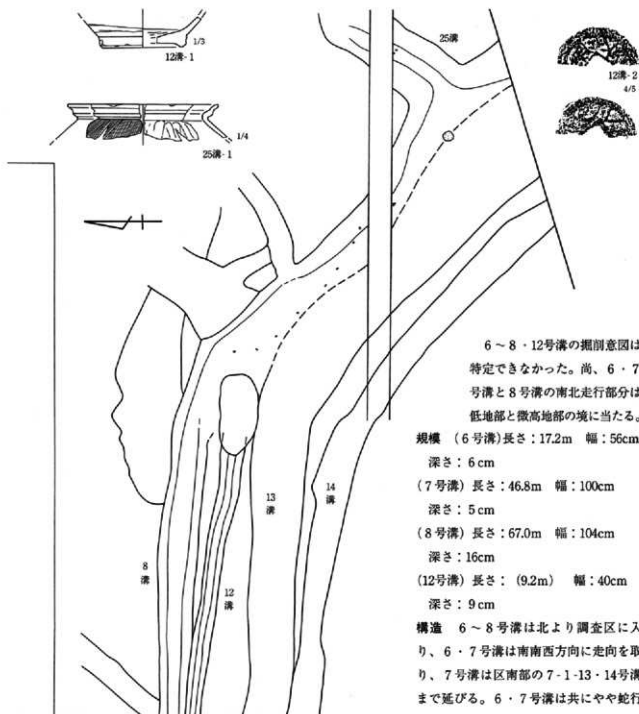 1/3
12溝-1
1/4
25溝-1
25溝
12溝-2
4/5
8溝
12溝
13溝
14溝
6～8・12号溝の掘削意図は
特定できなかった。尚、6・7
号溝と8号溝の南北走行部分は
低地部と微高地部の境に当たる。
規模 (6号溝)長さ：17.2m 幅：56cm
深さ：6cm
(7号溝) 長さ：46.8m 幅：100cm
深さ：5cm
(8号溝) 長さ：67.0m 幅：104cm
深さ：16cm
(12号溝) 長さ：(9.2m) 幅：40cm
深さ：9cm
構造 6～8号溝は北より調査区に入
り、6・7号溝は南南西方向に走向を取
り、7号溝は区南部の7-1-13・14号溝
まで延びる。6・7号溝は共にやや蛇行